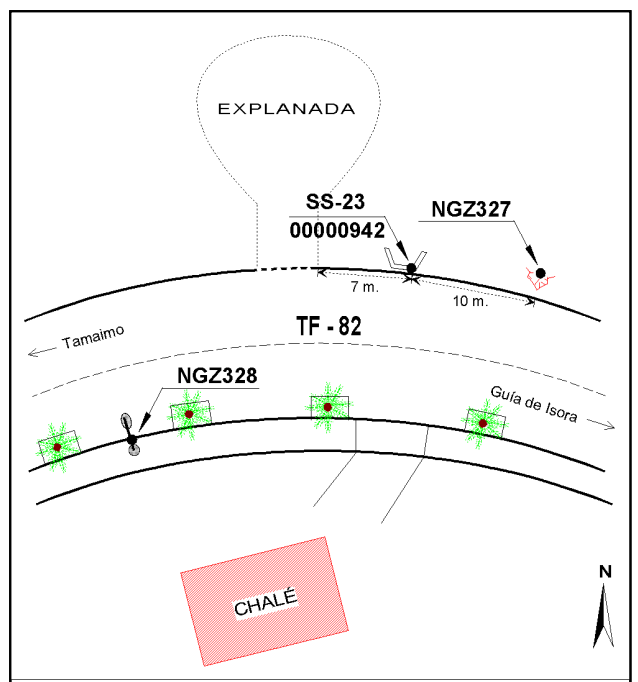 EXPLANADA
SS-23
00000942
NGZ327
7 m.
10 m.
Tamaimo
TF - 82
NGZ328
Guía de Isora
CHALÉ
N